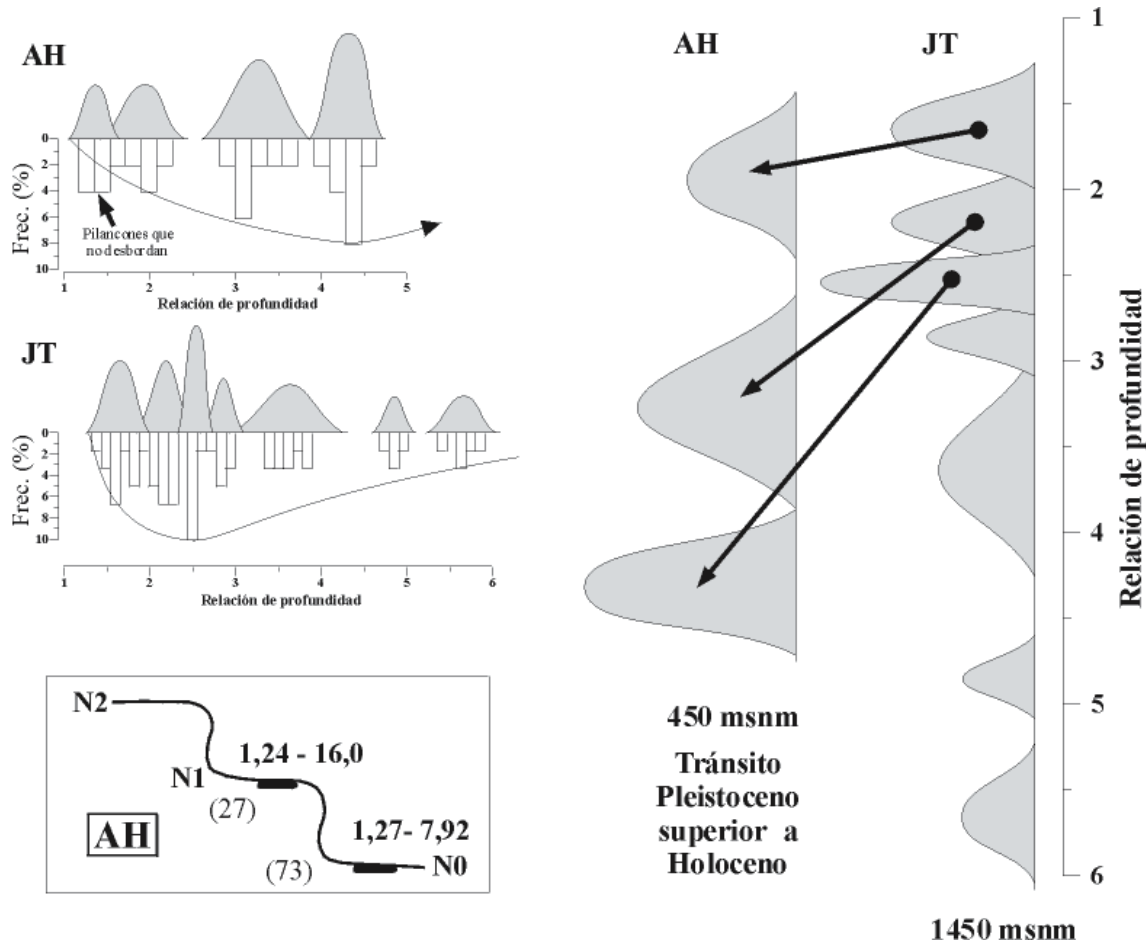 AH
0
2
4
6
8
10
Frec. (%)
Pilancones que
no desbordan
1 2 3 4 5
Relación de profundidad
JT
0
2
4
6
8
10
Frec. (%)
1 2 3 4 5 6
Relación de profundidad
N2
1,24 - 16,0
N1
(27)
AH
1,27- 7,92
(73)
N0
AH JT
1
2
3
4
5
6
Relación de profundidad
450 msnm
Tránsito
Pleistoceno
superior a
Holoceno
1450 msnm